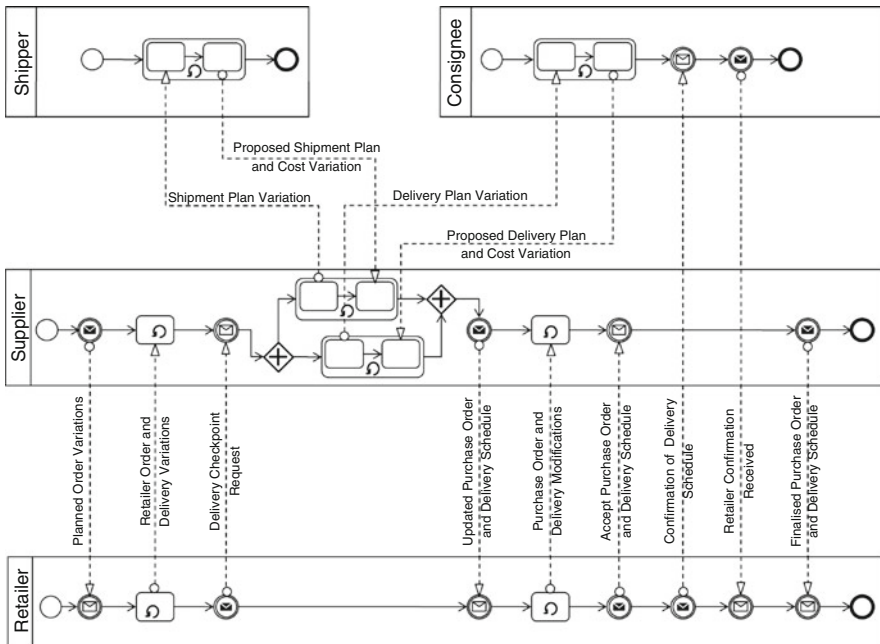 Shipper
Consignee
Proposed Shipment Plan
and Cost Variation
Shipment Plan Variation
Delivery Plan Variation
Proposed Delivery Plan
and Cost Variation
Supplier
Planned Order Variations
Retailer Order and
Delivery Variations
Delivery Checkpoint
Request
Updated Purchase Order
and Delivery Schedule
Purchase Order and
Delivery Modifications
Accept Purchase Order
and Delivery Schedule
Confirmation of Delivery
Schedule
Retailer Confirmation
Received
Finalised Purchase Order
and Delivery Schedule
Retailer